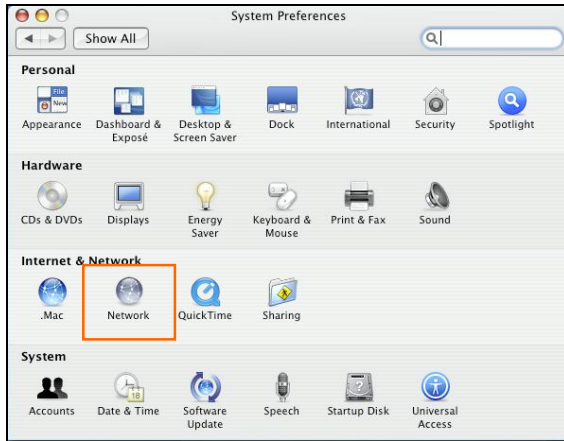 System Preferences
Show All
Personal
File
New
Appearance
Dashboard &
Exposé
Desktop &
Screen Saver
Dock
International
Security
Spotlight
Hardware
CDs & DVDs
Displays
Energy
Saver
Keyboard &
Mouse
Print & Fax
Sound
Internet & Network
.Mac
Network
QuickTime
Sharing
System
18
Accounts
Date & Time
Software
Update
Speech
?
Startup Disk
Universal
Access